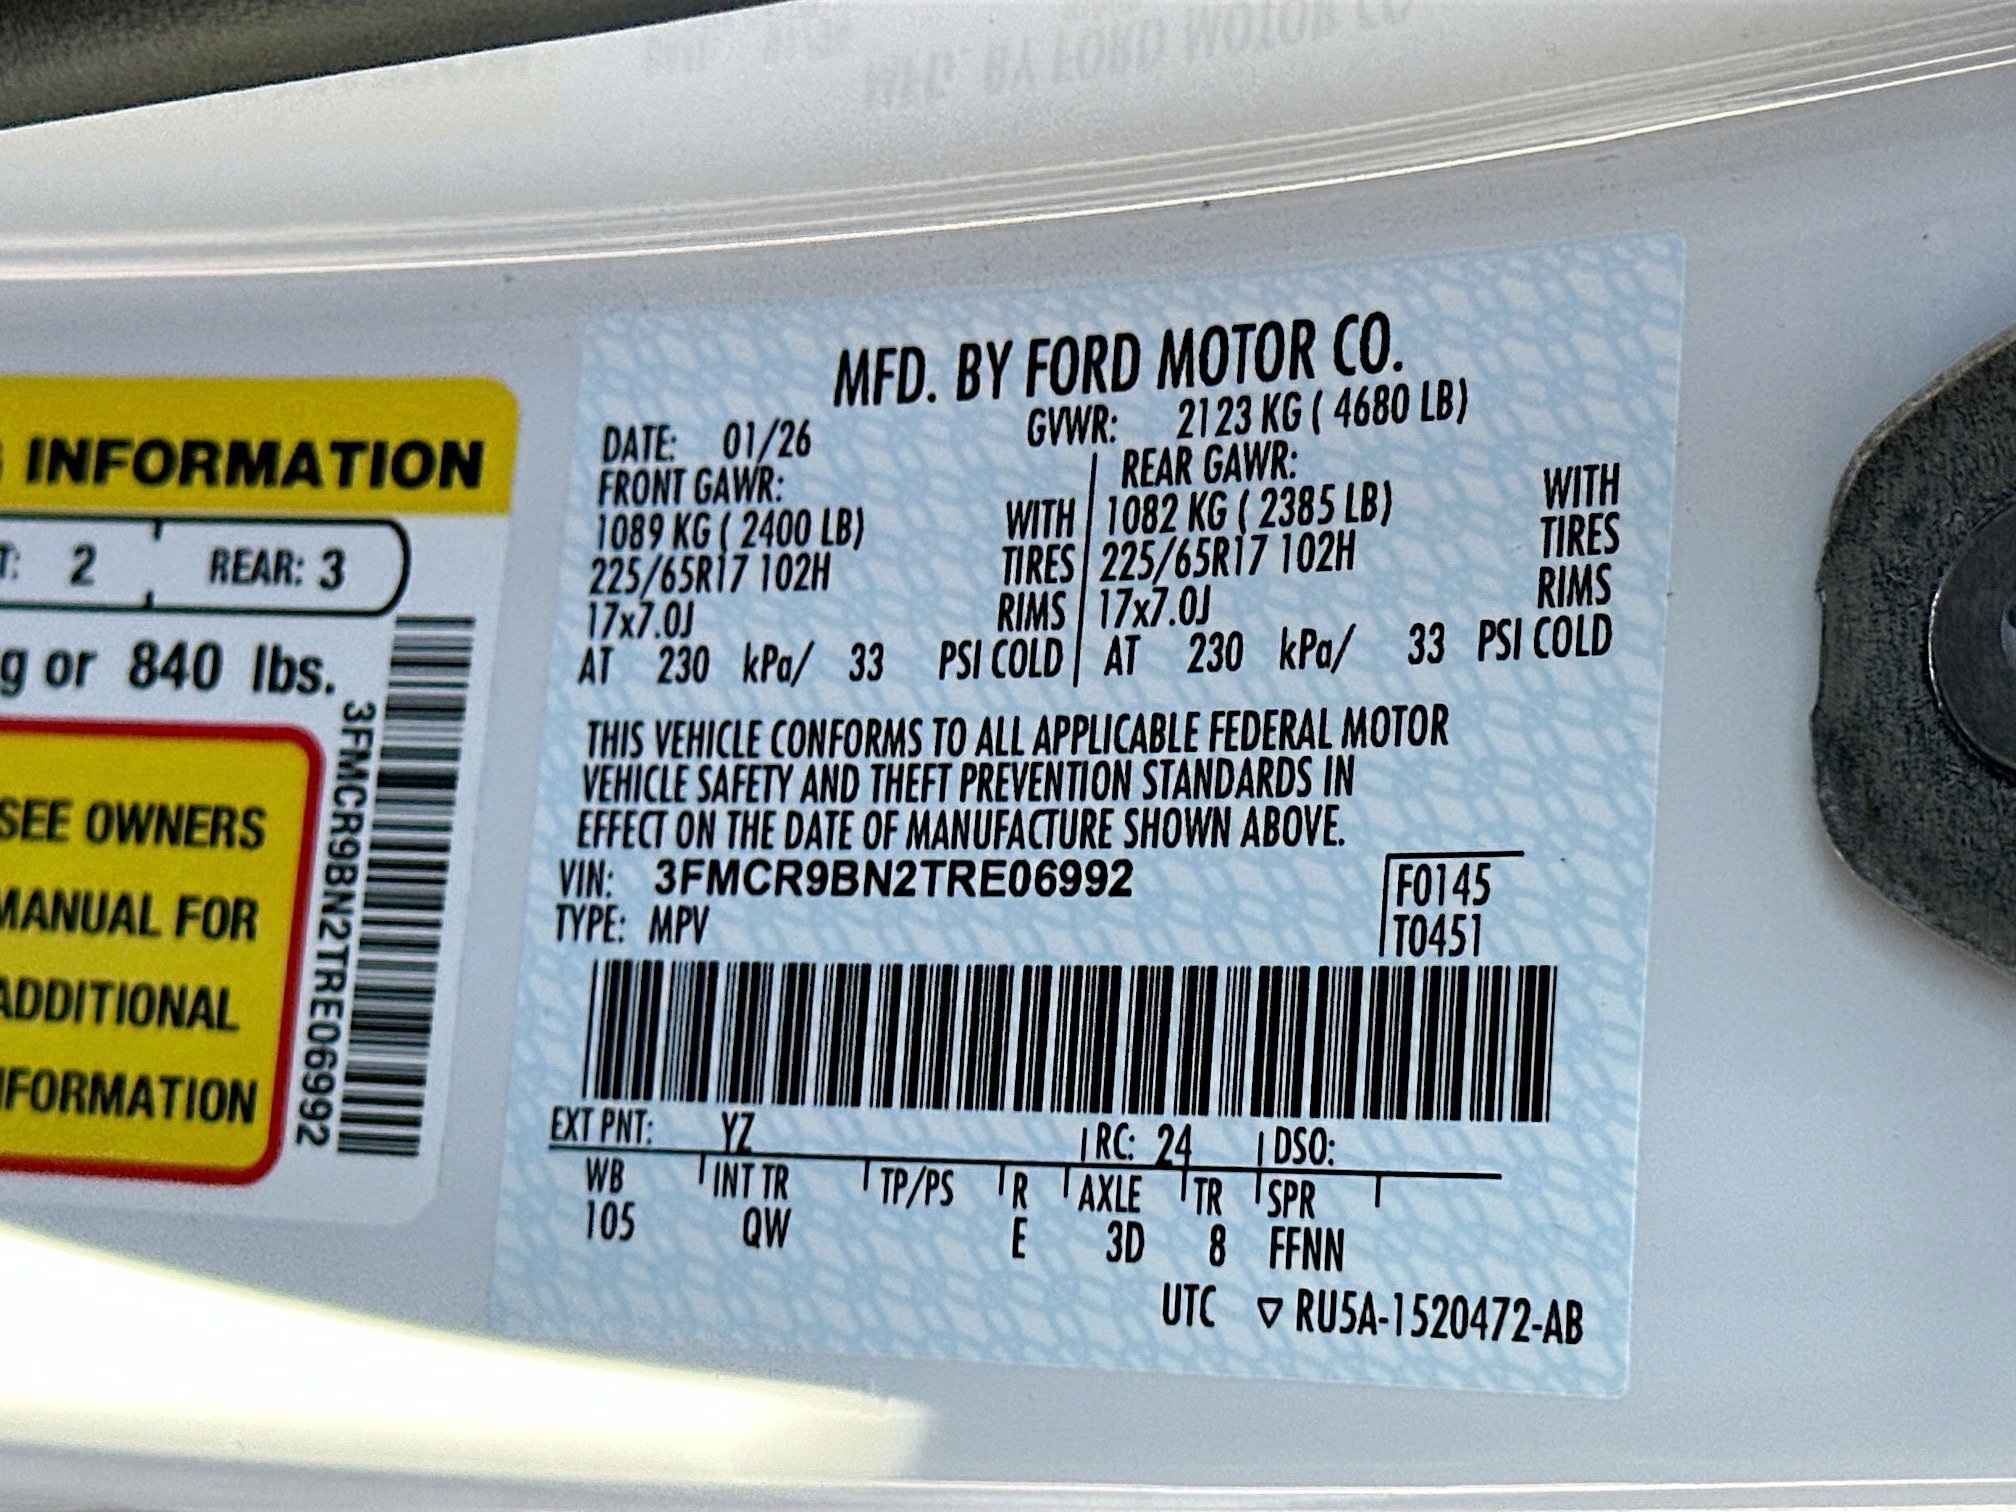 INFORMATION
T: 2 REAR: 3
g or 840 lbs.
SEE OWNERS
MANUAL FOR
ADDITIONAL
INFORMATION
3FMCR9BN2TRE06992
MFD. BY FORD MOTOR CO.
DATE: 01/26 GVWR: 2123 KG ( 4680 LB)
FRONT GAWR: REAR GAWR:
1089 KG ( 2400 LB) WITH 1082 KG ( 2385 LB) WITH
225/65R17 102H TIRES 225/65R17 102H TIRES
17x7.0J RIMS 17x7.0J RIMS
AT 230 kPa/ 33 PSI COLD AT 230 kPa/ 33 PSI COLD
THIS VEHICLE CONFORMS TO ALL APPLICABLE FEDERAL MOTOR
VEHICLE SAFETY AND THEFT PREVENTION STANDARDS IN
EFFECT ON THE DATE OF MANUFACTURE SHOWN ABOVE.
VIN: 3FMCR9BN2TRE06992 F0145
TYPE: MPV T0451
EXT PNT: YZ RC: 24 DSO:
WB INT TR TP/PS R AXLE TR SPR
105 QW E 3D 8 FFNN
UTC ▽ RU5A-1520472-AB